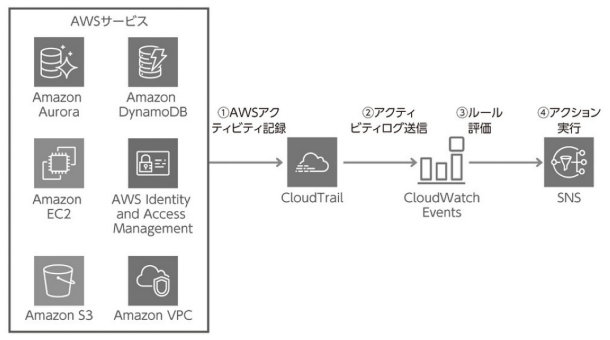 AWSサービス
Amazon
Aurora
Amazon
DynamoDB
Amazon
EC2
AWS Identity
and Access
Management
Amazon S3
Amazon VPC
①AWSアク
ティビティ記録
CloudTrail
②アクティ
ビティログ送信
③ルール
評価
CloudWatch
Events
④アクション
実行
SNS